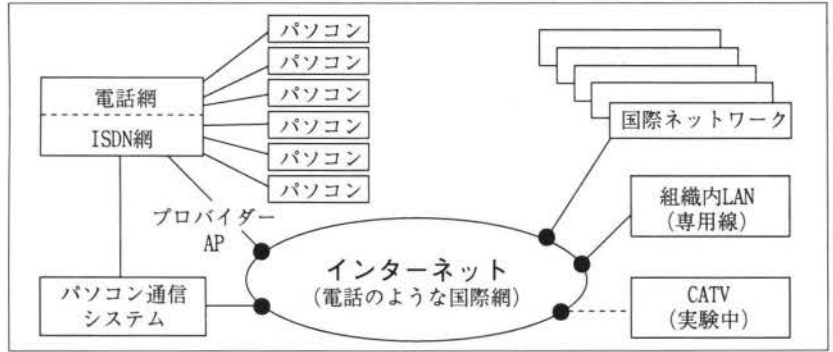 パソコン
パソコン
パソコン
パソコン
パソコン
パソコン
電話網
ISDN網
プロバイダー
AP
パソコン通信
システム
インターネット
(電話のような国際網)
国際ネットワーク
組織内LAN
(専用線)
CATV
(実験中)